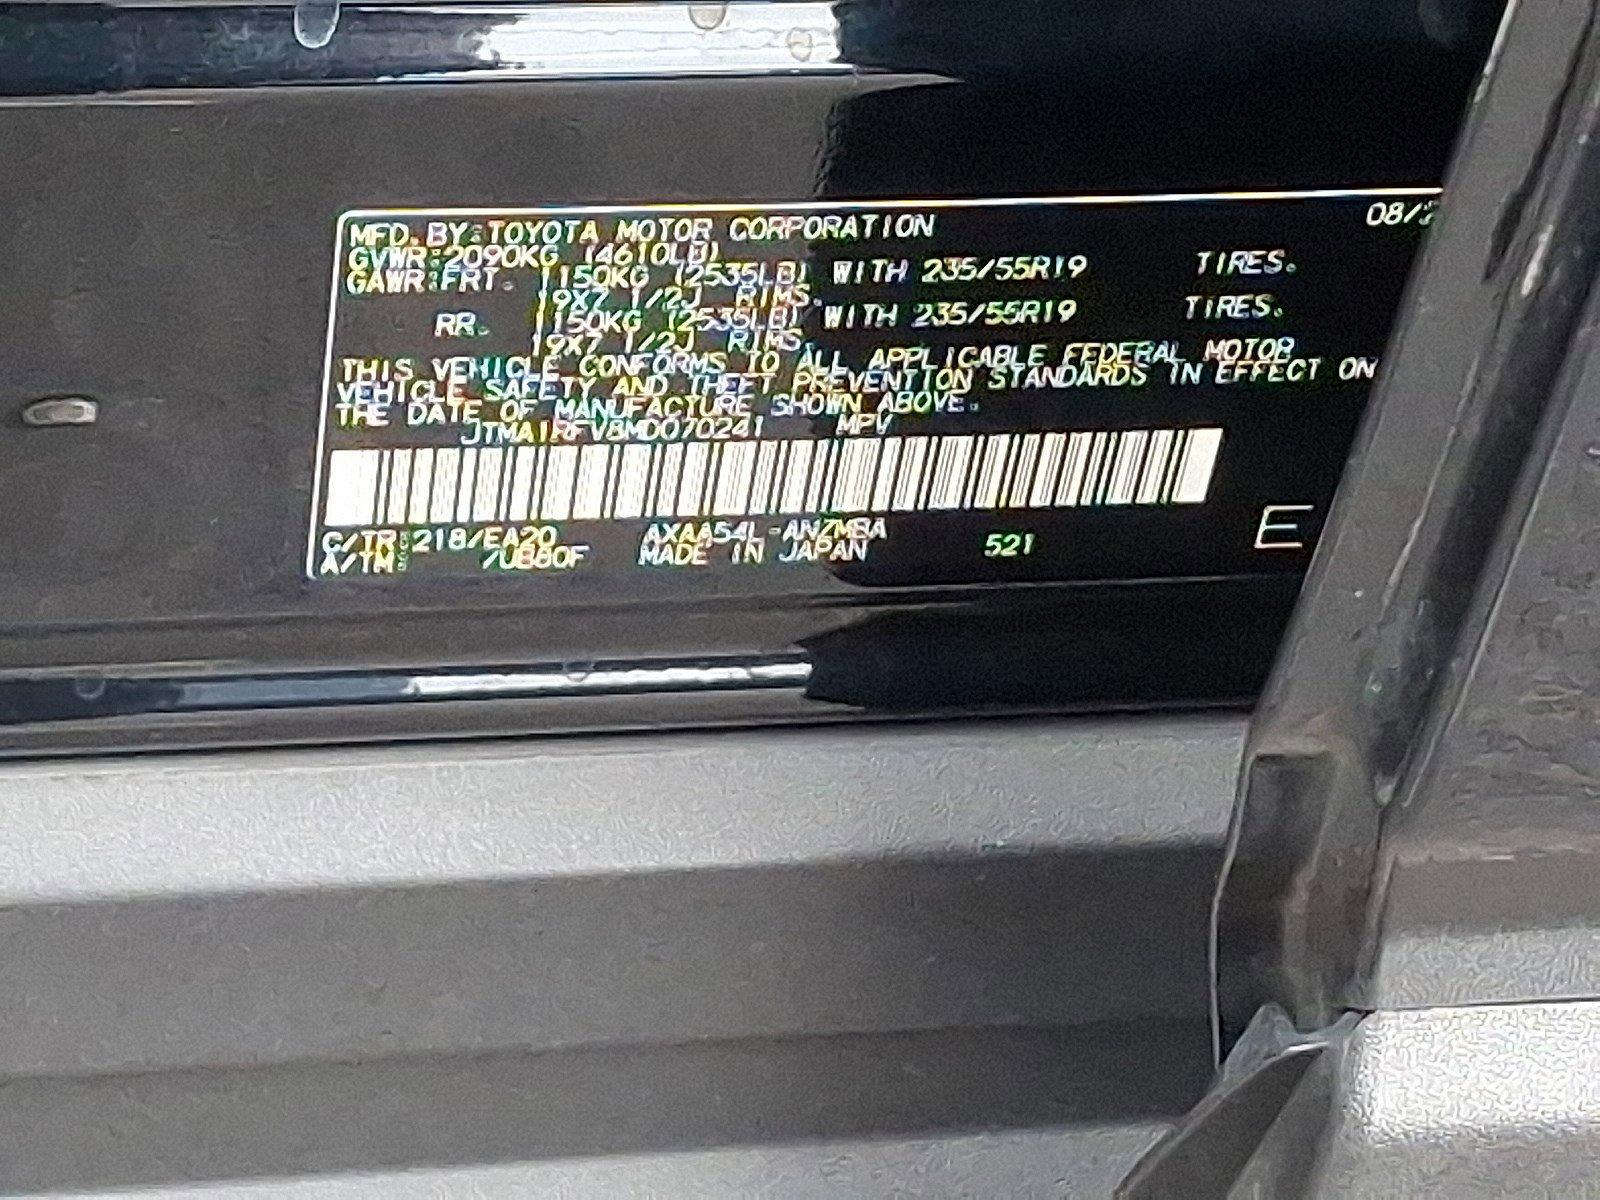 MFD. BY: TOYOTA MOTOR CORPORATION 08/
GVWR: 2090KG (4610LB)
GAWR: FRT. 1150KG (2535LB) WITH 235/55R19 TIRES.
19X7 1/2J RIMS.
RR. 1150KG (2535LB) WITH 235/55R19 TIRES.
19X7 1/2J RIMS.
THIS VEHICLE CONFORMS TO ALL APPLICABLE FEDERAL MOTOR
VEHICLE SAFETY AND THEFT PREVENTION STANDARDS IN EFFECT ON
THE DATE OF MANUFACTURE SHOWN ABOVE.
JTMA1RFV8MD070241 MPV
C/TR: 218/EA20 AXAA54L-ANZMBA
A/TM: /UB80F MADE IN JAPAN 521
E